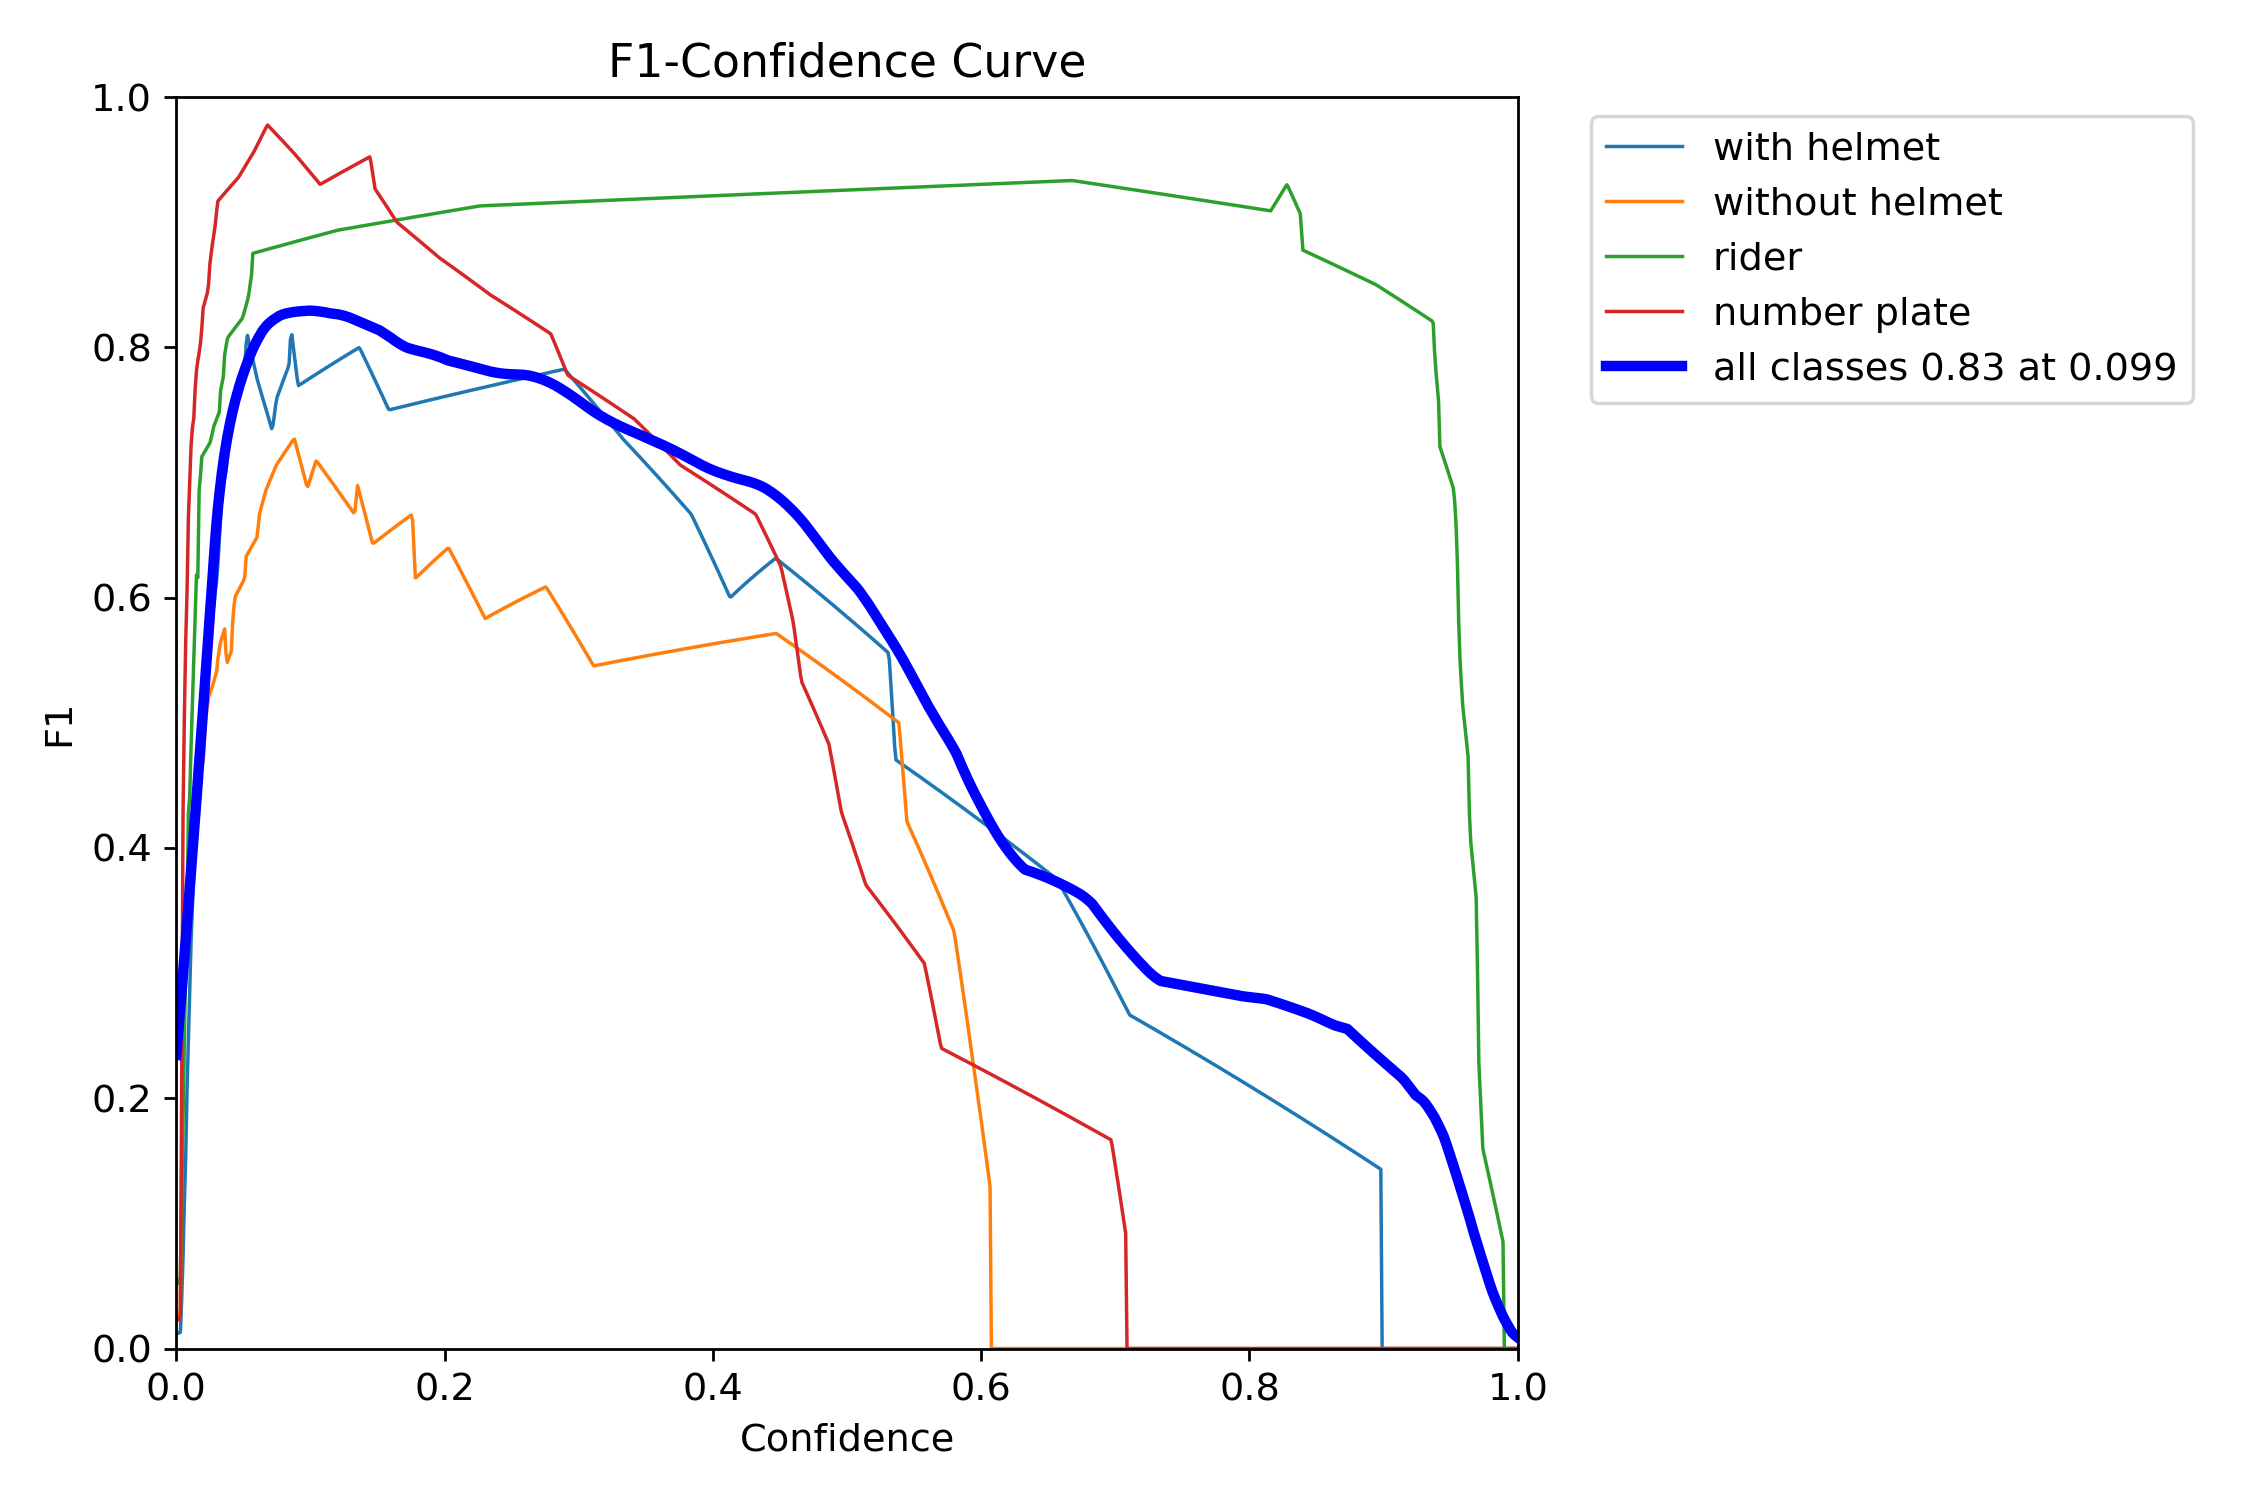 F1-Confidence Curve
1.0
0.8
0.6
0.4
0.2
0.0
F1
0.0 0.2 0.4 0.6 0.8 1.0
Confidence
with helmet
without helmet
rider
number plate
all classes 0.83 at 0.099